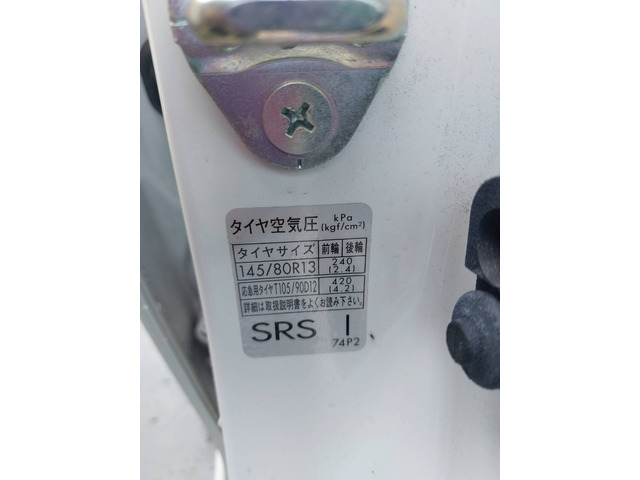 タイヤ空気圧 kPa (kgf/cm²)
タイヤサイズ 前輪 後輪
145/80R13 240 (2.4)
応急用タイヤT105/90D12 420 (4.2)
詳細は取扱説明書をよくお読み下さい。
SRS I
74P2